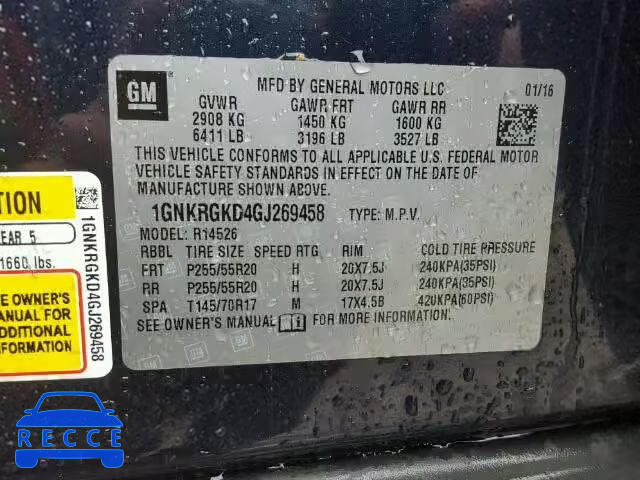 GM
MFD BY GENERAL MOTORS LLC
01/16
GVWR GAWR FRT GAWR RR
2908 KG 1450 KG 1600 KG
6411 LB 3196 LB 3527 LB
THIS VEHICLE CONFORMS TO ALL APPLICABLE U.S. FEDERAL MOTOR
VEHICLE SAFETY STANDARDS IN EFFECT ON THE DATE OF
MANUFACTURE SHOWN ABOVE.
1GNKRGKD4GJ269458 TYPE: M.P.V.
MODEL: R14526
RBBL TIRE SIZE SPEED RTG RIM COLD TIRE PRESSURE
FRT P255/55R20 H 20X7.5J 240KPA(35PSI)
RR P255/55R20 H 20X7.5J 240KPA(35PSI)
SPA T145/70R17 M 17X4.5B 420KPA(60PSI)
SEE OWNER'S MANUAL FOR MORE INFORMATION.
TION
EAR 5
1660 lbs.
E OWNER'S
MANUAL FOR
ADDITIONAL
FORMATION
1GNKRGKD4GJ269458
RECCE